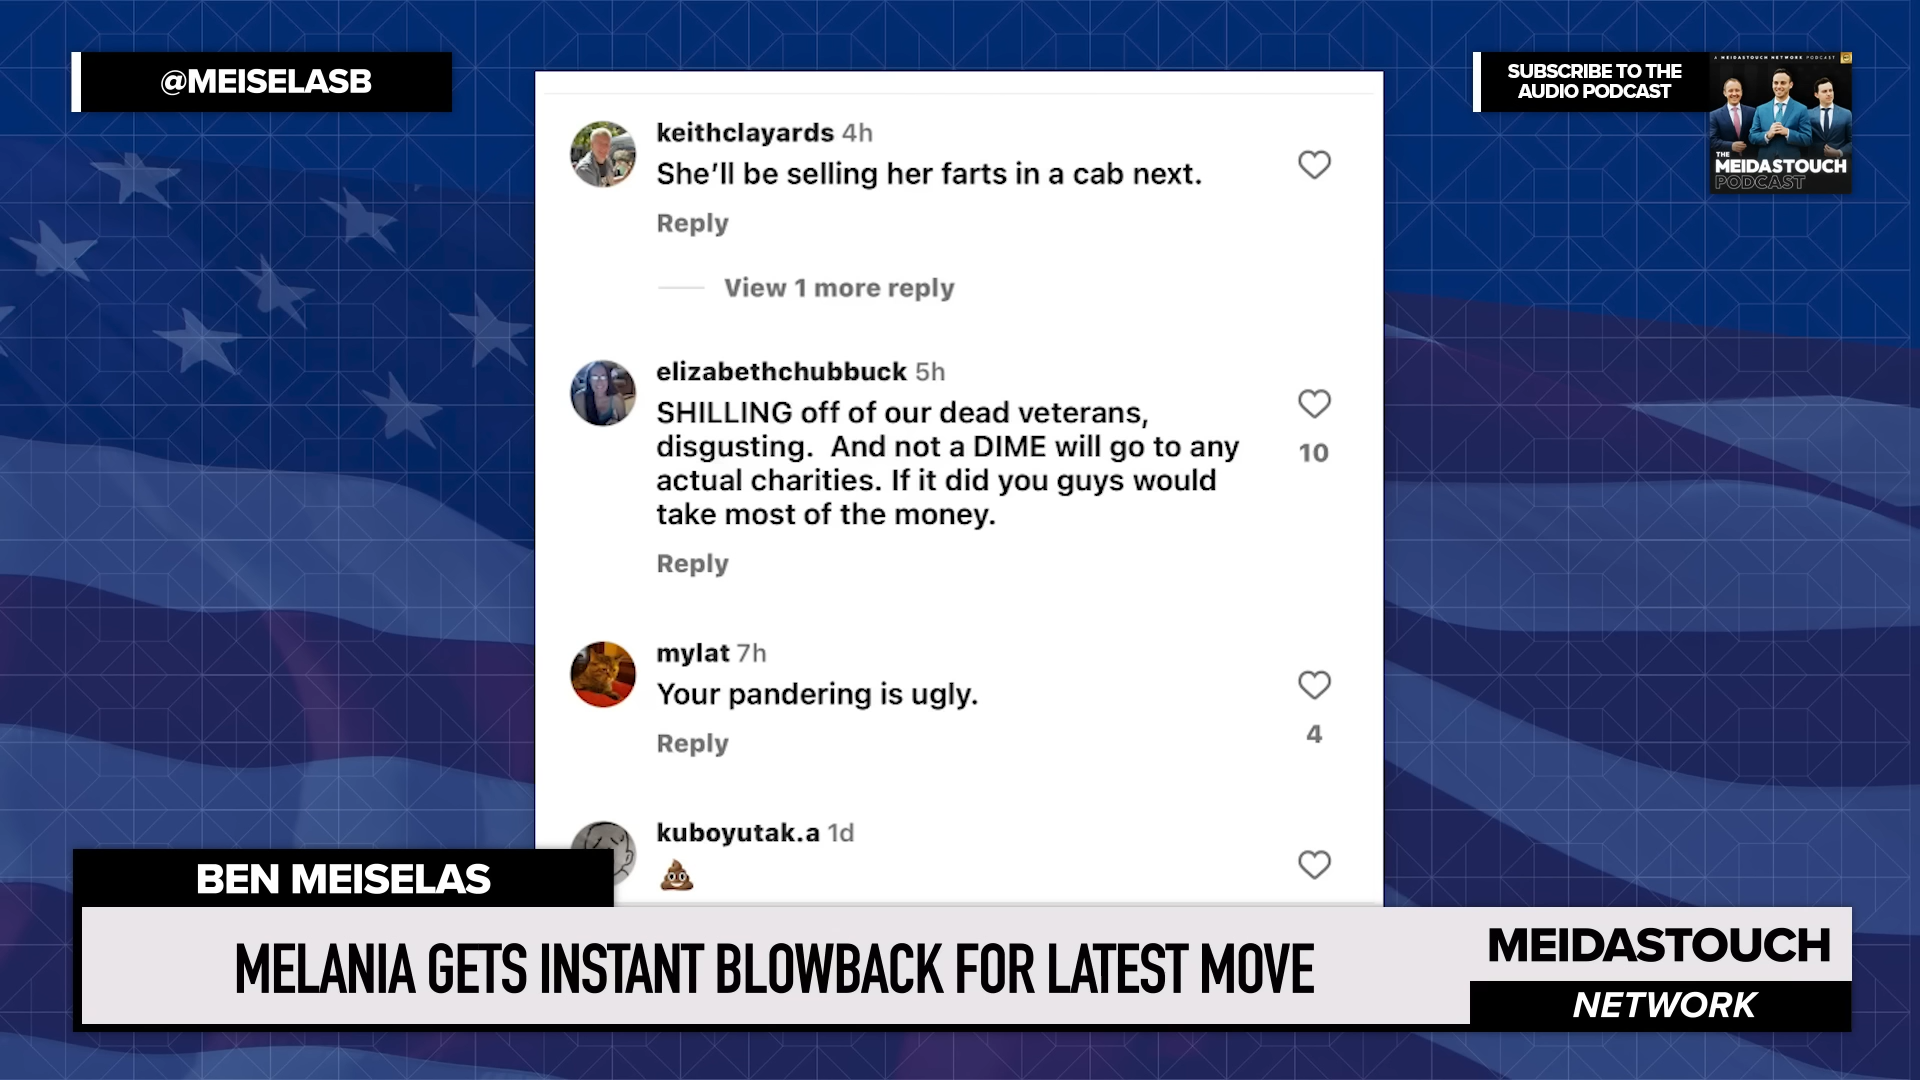 @MEISELASB
SUBSCRIBE TO THE
AUDIO PODCAST
A MEIDASTOUCH NETWORK PODCAST
THE
MEIDASTOUCH
PODCAST
keithclayards 4h
She’ll be selling her farts in a cab next.
Reply
View 1 more reply
elizabethchubbuck 5h
SHILLING off of our dead veterans,
disgusting.  And not a DIME will go to any
actual charities. If it did you guys would
take most of the money.
10
Reply
mylat 7h
Your pandering is ugly.
4
Reply
kuboyutak.a 1d
💩
BEN MEISELAS
MELANIA GETS INSTANT BLOWBACK FOR LATEST MOVE
MEIDASTOUCH
NETWORK